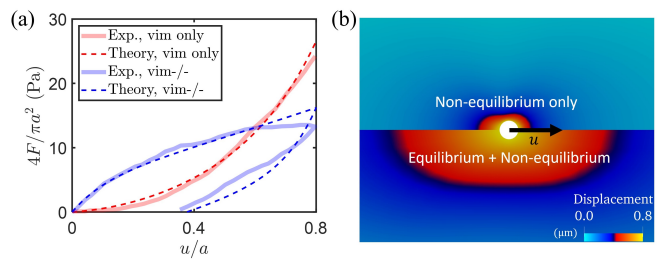 (a)
30
20
10
0
0
0.4
0.8
4F/πa² (Pa)
u/a
Exp., vim only
Theory, vim only
Exp., vim-/-
Theory, vim-/-
(b)
Non-equilibrium only
u
Equilibrium + Non-equilibrium
Displacement
0.0 0.8
(μm)